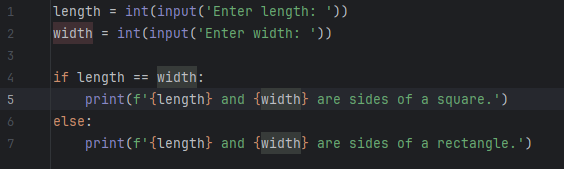 1 length = int(input('Enter length: '))
2 width = int(input('Enter width: '))
3
4 if length == width:
5     print(f'{length} and {width} are sides of a square.')
6 else:
7     print(f'{length} and {width} are sides of a rectangle.')